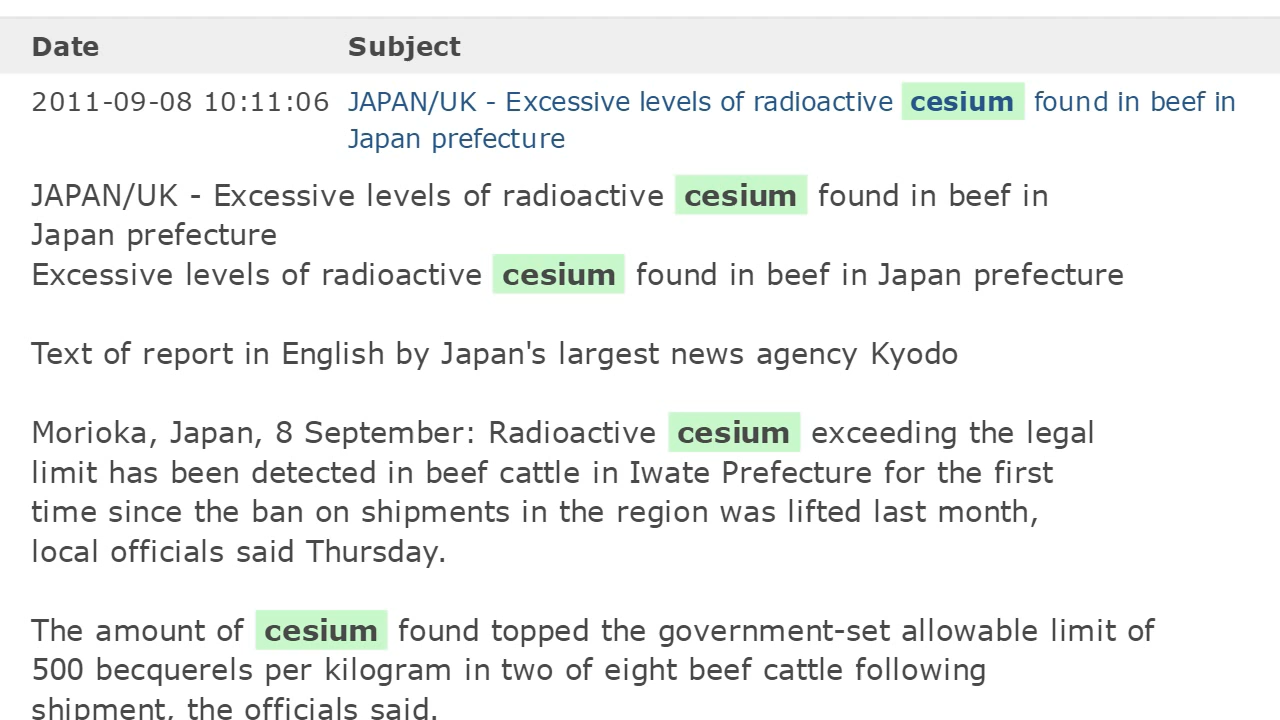 Date Subject
2011-09-08 10:11:06 JAPAN/UK - Excessive levels of radioactive cesium found in beef in
Japan prefecture
JAPAN/UK - Excessive levels of radioactive cesium found in beef in
Japan prefecture
Excessive levels of radioactive cesium found in beef in Japan prefecture
Text of report in English by Japan's largest news agency Kyodo
Morioka, Japan, 8 September: Radioactive cesium exceeding the legal
limit has been detected in beef cattle in Iwate Prefecture for the first
time since the ban on shipments in the region was lifted last month,
local officials said Thursday.
The amount of cesium found topped the government-set allowable limit of
500 becquerels per kilogram in two of eight beef cattle following
shipment, the officials said.